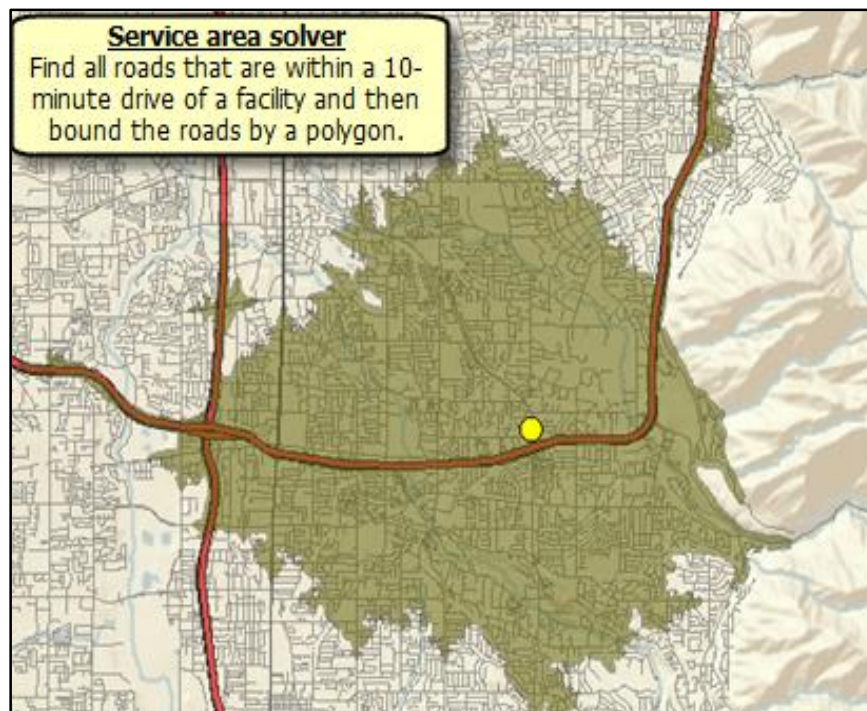 Service area solver
Find all roads that are within a 10-
minute drive of a facility and then
bound the roads by a polygon.